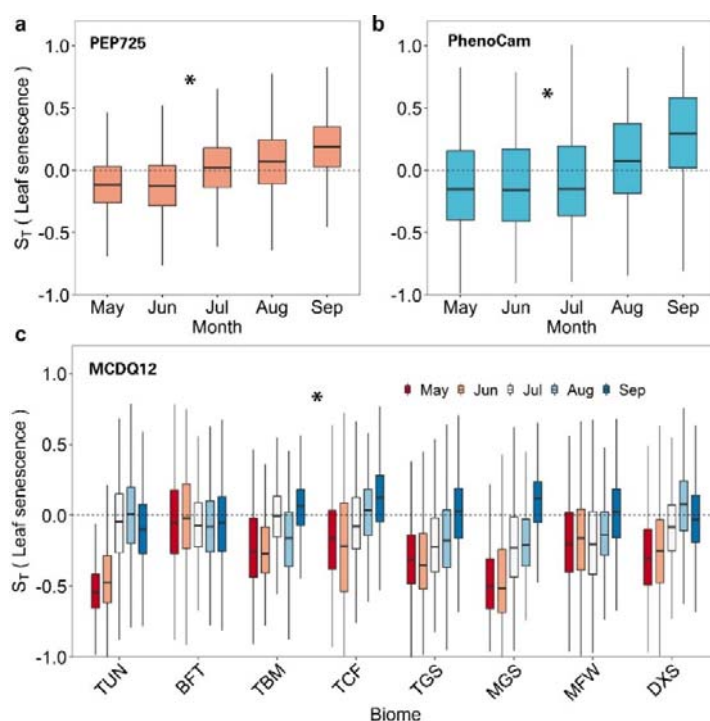 a
PEP725
*
1.0
0.5
0.0
-0.5
-1.0
S_T ( Leaf senescence )
May Jun Jul Aug Sep
Month
b
PhenoCam
*
1.0
0.5
0.0
-0.5
-1.0
May Jun Jul Aug Sep
Month
c
MCDQ12
*
May Jun Jul Aug Sep
1.0
0.5
0.0
-0.5
-1.0
S_T ( Leaf senescence )
TUN BFT TBM TCF TGS MGS MFW DXS
Biome